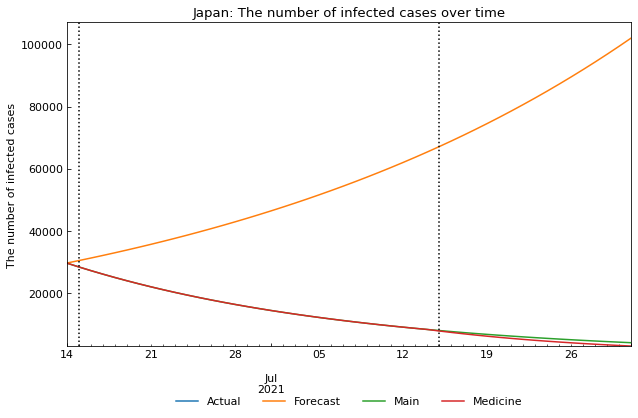 Japan: The number of infected cases over time
The number of infected cases
100000
80000
60000
40000
20000
14 21 28 05 12 19 26
Jul
2021
Actual Forecast Main Medicine